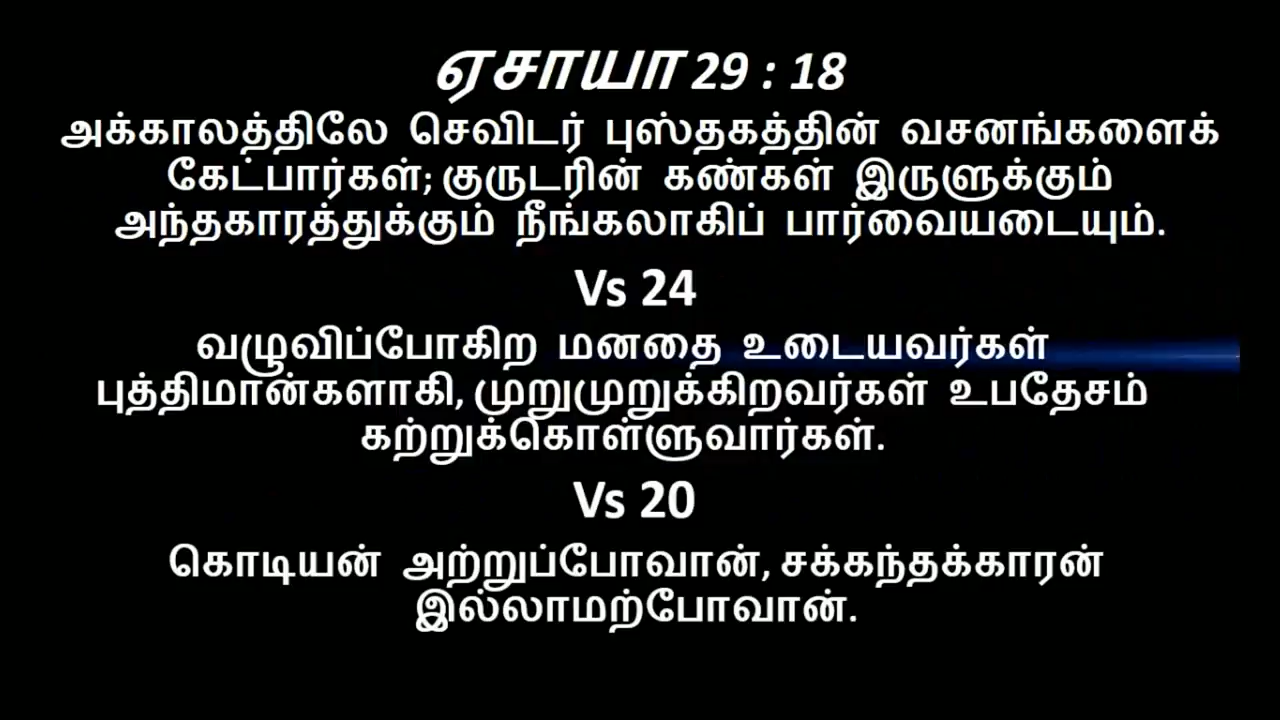 ஏசாயா 29 : 18
அக்காலத்திலே செவிடர் புஸ்தகத்தின் வசனங்களைக்
கேட்பார்கள்; குருடரின் கண்கள் இருளுக்கும்
அந்தகாரத்துக்கும் நீங்கலாகிப் பார்வையடையும்.
Vs 24
வழுவிப்போகிற மனதை உடையவர்கள்
புத்திமான்களாகி, முறுமுறுக்கிறவர்கள் உபதேசம்
கற்றுக்கொள்ளுவார்கள்.
Vs 20
கொடியன் அற்றுப்போவான், சக்கந்தக்காரன்
இல்லாமற்போவான்.